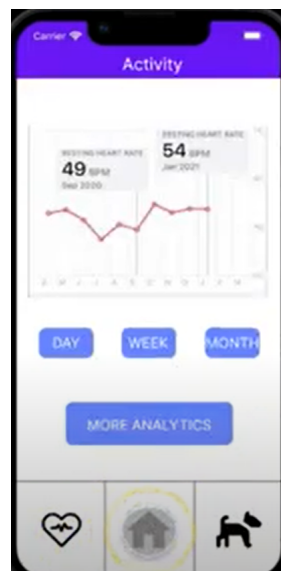 Carrier
Activity
RESTING HEART RATE
54 BPM
Jan 2021
RESTING HEART RATE
49 BPM
Sep 2020
DAY
WEEK
MONTH
MORE ANALYTICS